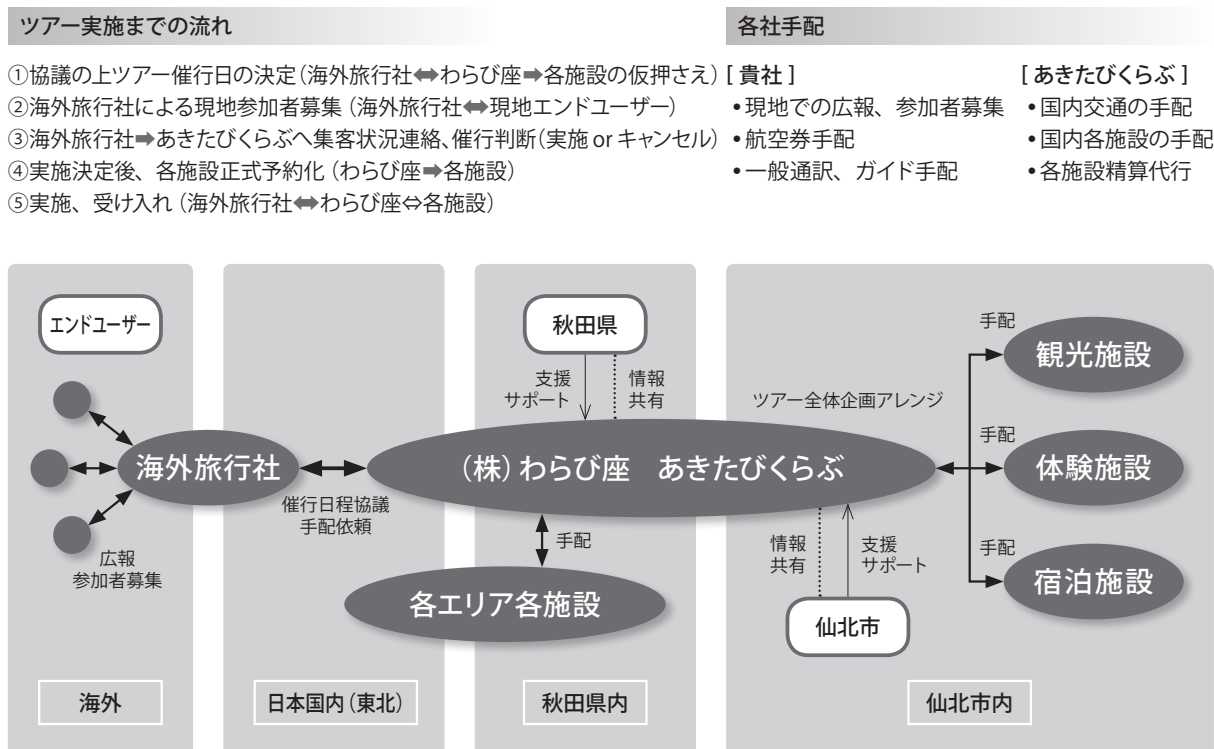 ツアー実施までの流れ
①協議の上ツアー催行日の決定（海外旅行社⬌わらび座➡各施設の仮押さえ）
②海外旅行社による現地参加者募集（海外旅行社⬌現地エンドユーザー）
③海外旅行社➡あきたびくらぶへ集客状況連絡、催行判断（実施 or キャンセル）
④実施決定後、各施設正式予約化（わらび座➡各施設）
⑤実施、受け入れ（海外旅行社⬌わらび座⇔各施設）
各社手配
[ 貴社 ]
•現地での広報、参加者募集
•航空券手配
•一般通訳、ガイド手配
[ あきたびくらぶ ]
•国内交通の手配
•国内各施設の手配
•各施設精算代行
エンドユーザー
海外旅行社
広報
参加者募集
海外
催行日程協議
手配依頼
日本国内（東北）
秋田県
支援
サポート
情報
共有
（株）わらび座　あきたびくらぶ
手配
各エリア各施設
秋田県内
ツアー全体企画アレンジ
情報
共有
支援
サポート
仙北市
手配
観光施設
手配
体験施設
手配
宿泊施設
仙北市内